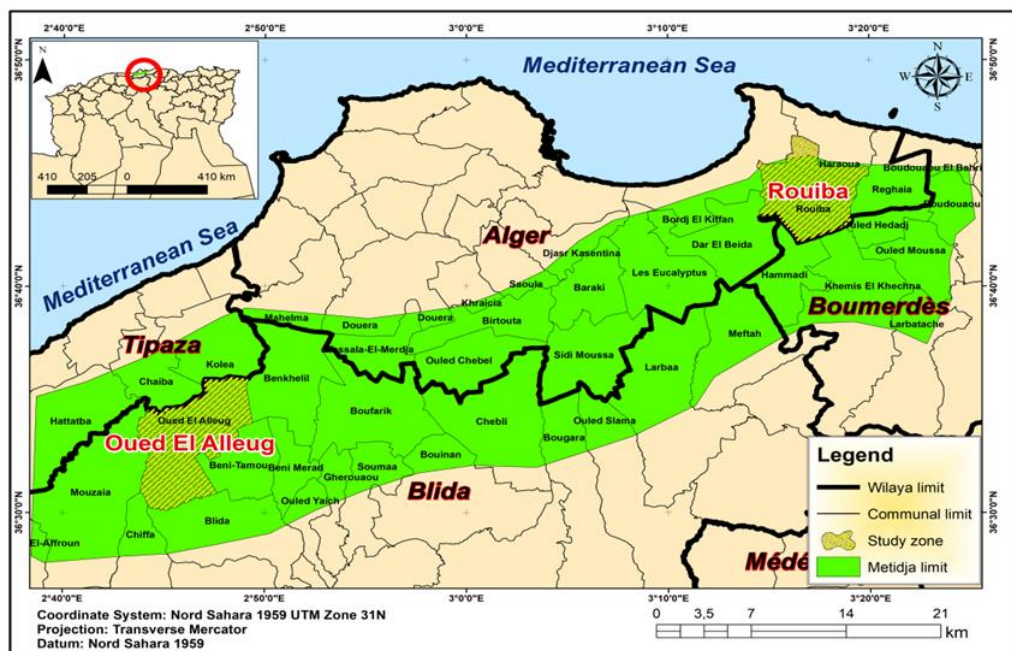 2°40'0"E 2°50'0"E 3°0'0"E 3°10'0"E 3°20'0"E
36°50'0"N 36°50'0"N
N
410 205 0 410 km
Mediterranean Sea
N
W E
S
Haraoua
Boudouaou El Bahri
Rouiba
Reghaia
Rouiba
Mediterranean Sea
Bordj El Kiffan
Alger
Dar El Beida
Ouled Moussa
Djasr Kasentina
Les Eucalyptus
Hammadi
36°40'0"N 36°40'0"N
Saoula
Baraki
Khemis El Khechna
Khraicia
Boumerdès
Mahelma
Douera
Douera
Birtouta
Larbatache
Meftah
Tipaza
Ouled Chebel
Sidi Moussa
Kolea
Larbaa
Chaiba
Benkhelil
Boufarik
Hattatba
Oued El Alleug
Chebli
Ouled Slama
Oued El Alleug
Bougara
Bouinan
Beni-Tamou
Beni Merad
Soumaa
Gherouaou
Mouzaia
Blida
Ouled Yaich
36°30'0"N 36°30'0"N
Blida
Chiffa
El-Affroun
Médé
Legend
Wilaya limit
Communal limit
Study zone
Metidja limit
2°40'0"E 2°50'0"E 3°0'0"E 3°10'0"E 3°20'0"E
Coordinate System: Nord Sahara 1959 UTM Zone 31N
Projection: Transverse Mercator
Datum: Nord Sahara 1959
0 3,5 7 14 21
km